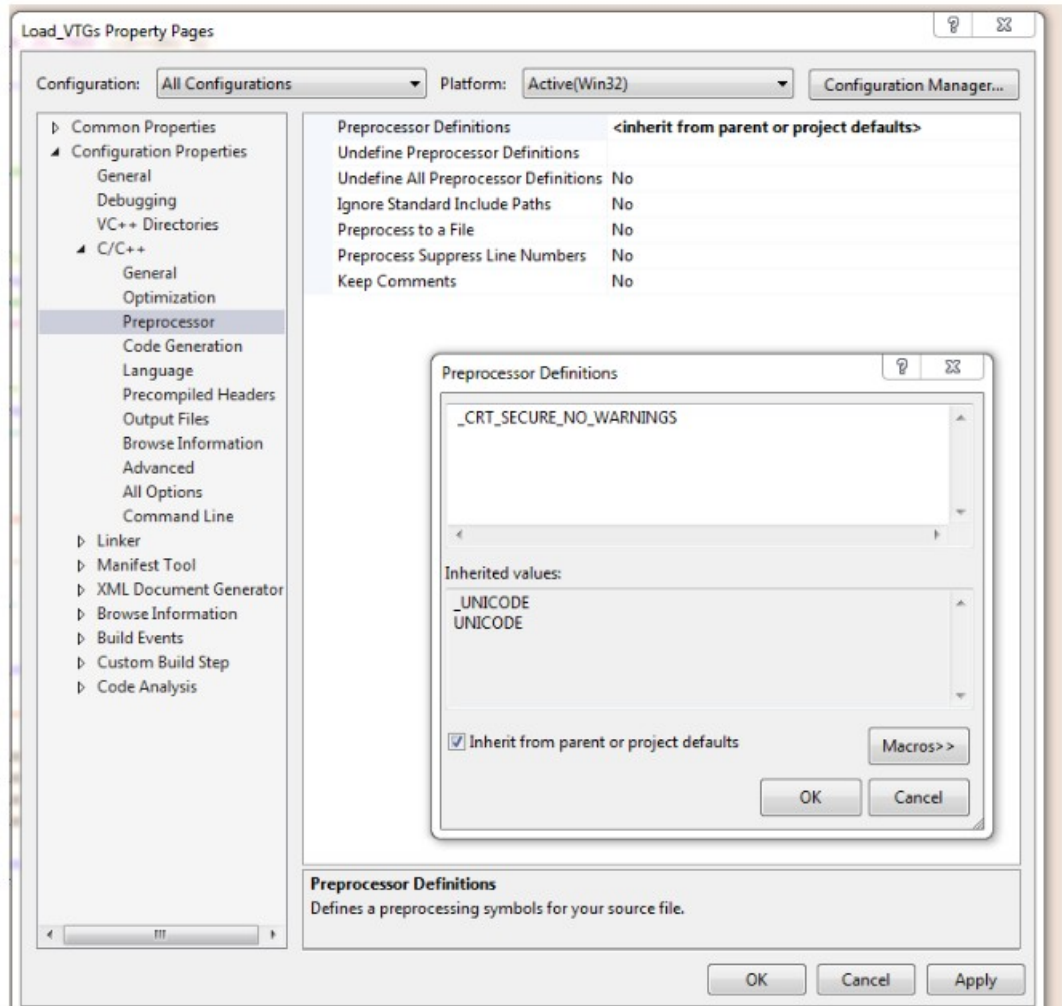 Load_VTGs Property Pages
Configuration: All Configurations Platform: Active(Win32) Configuration Manager...
Common Properties
Configuration Properties
General
Debugging
VC++ Directories
C/C++
General
Optimization
Preprocessor
Code Generation
Language
Precompiled Headers
Output Files
Browse Information
Advanced
All Options
Command Line
Linker
Manifest Tool
XML Document Generator
Browse Information
Build Events
Custom Build Step
Code Analysis
Preprocessor Definitions <inherit from parent or project defaults>
Undefine Preprocessor Definitions
Undefine All Preprocessor Definitions No
Ignore Standard Include Paths No
Preprocess to a File No
Preprocess Suppress Line Numbers No
Keep Comments No
Preprocessor Definitions
_CRT_SECURE_NO_WARNINGS
Inherited values:
_UNICODE
UNICODE
Inherit from parent or project defaults
Macros>>
OK Cancel
Preprocessor Definitions
Defines a preprocessing symbols for your source file.
OK Cancel Apply